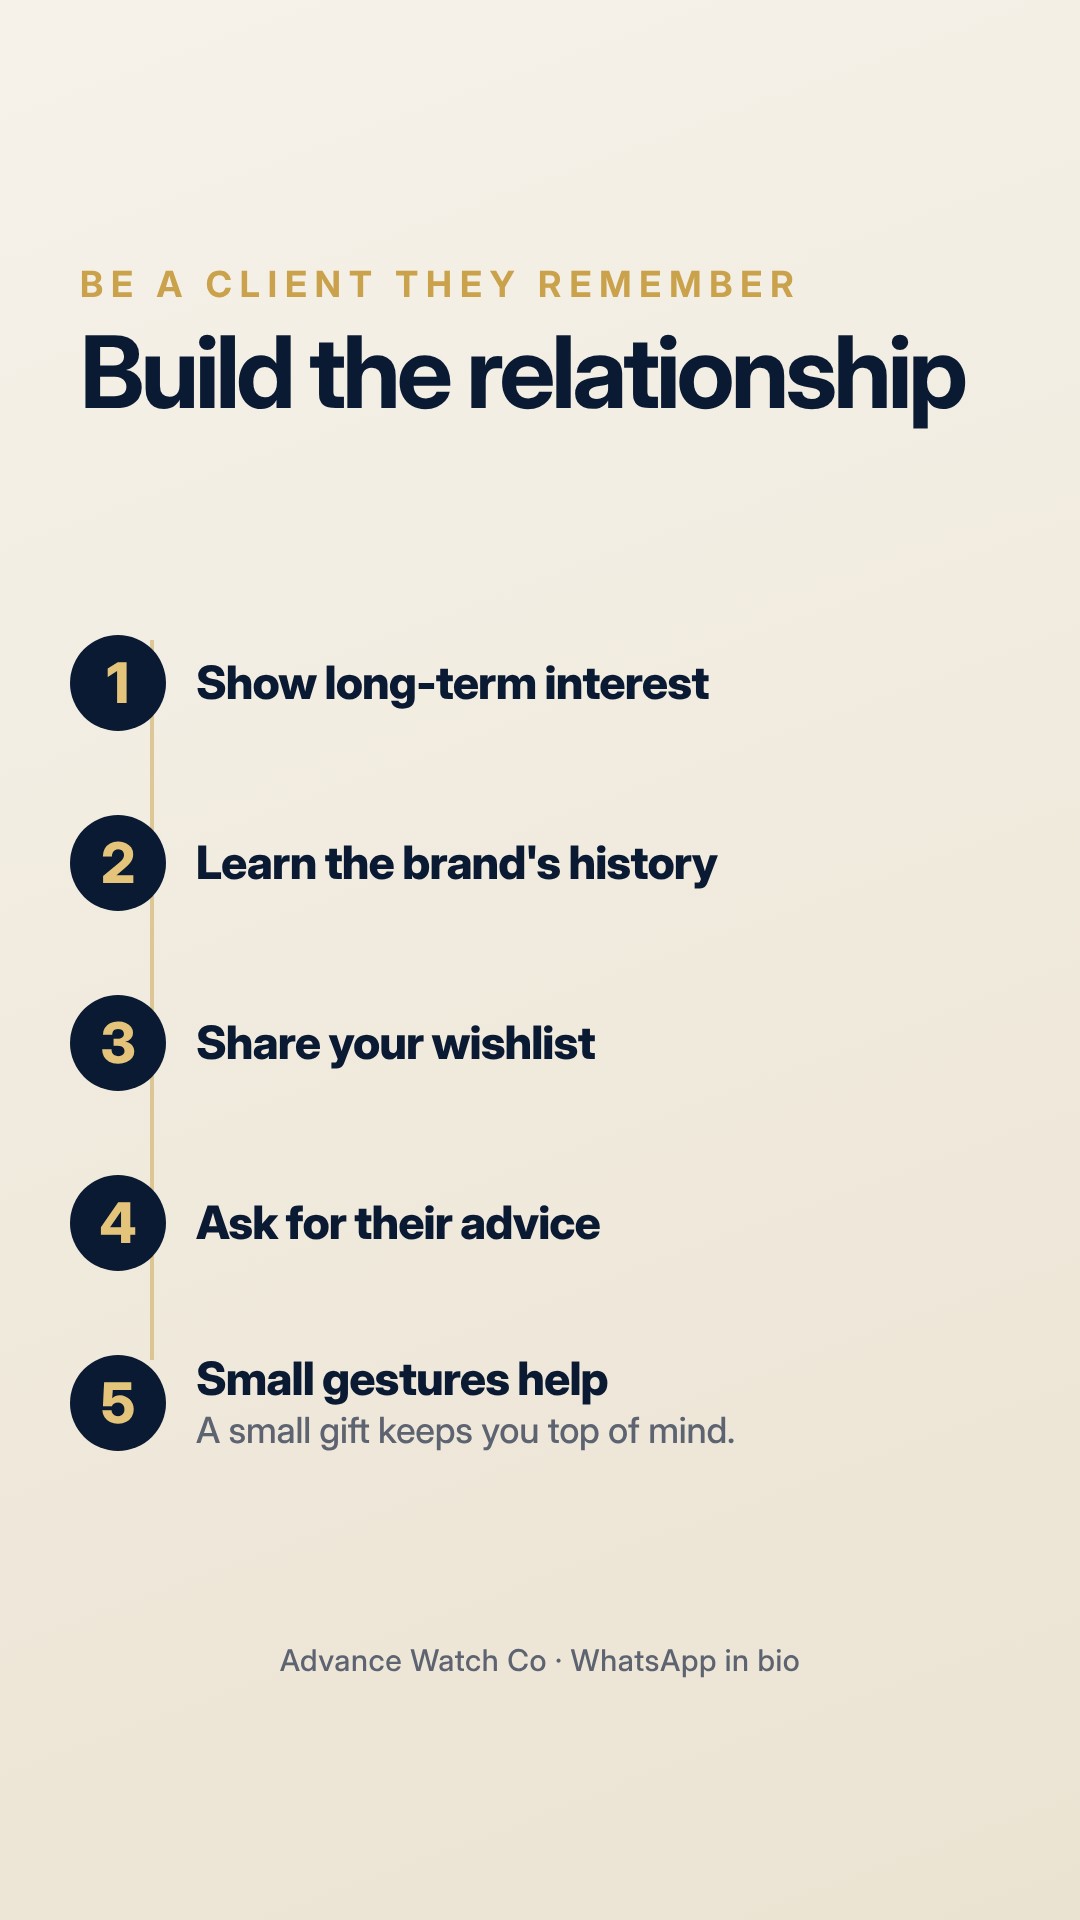 BE A CLIENT THEY REMEMBER
Build the relationship
1 Show long-term interest
2 Learn the brand's history
3 Share your wishlist
4 Ask for their advice
5 Small gestures help
A small gift keeps you top of mind.
Advance Watch Co · WhatsApp in bio